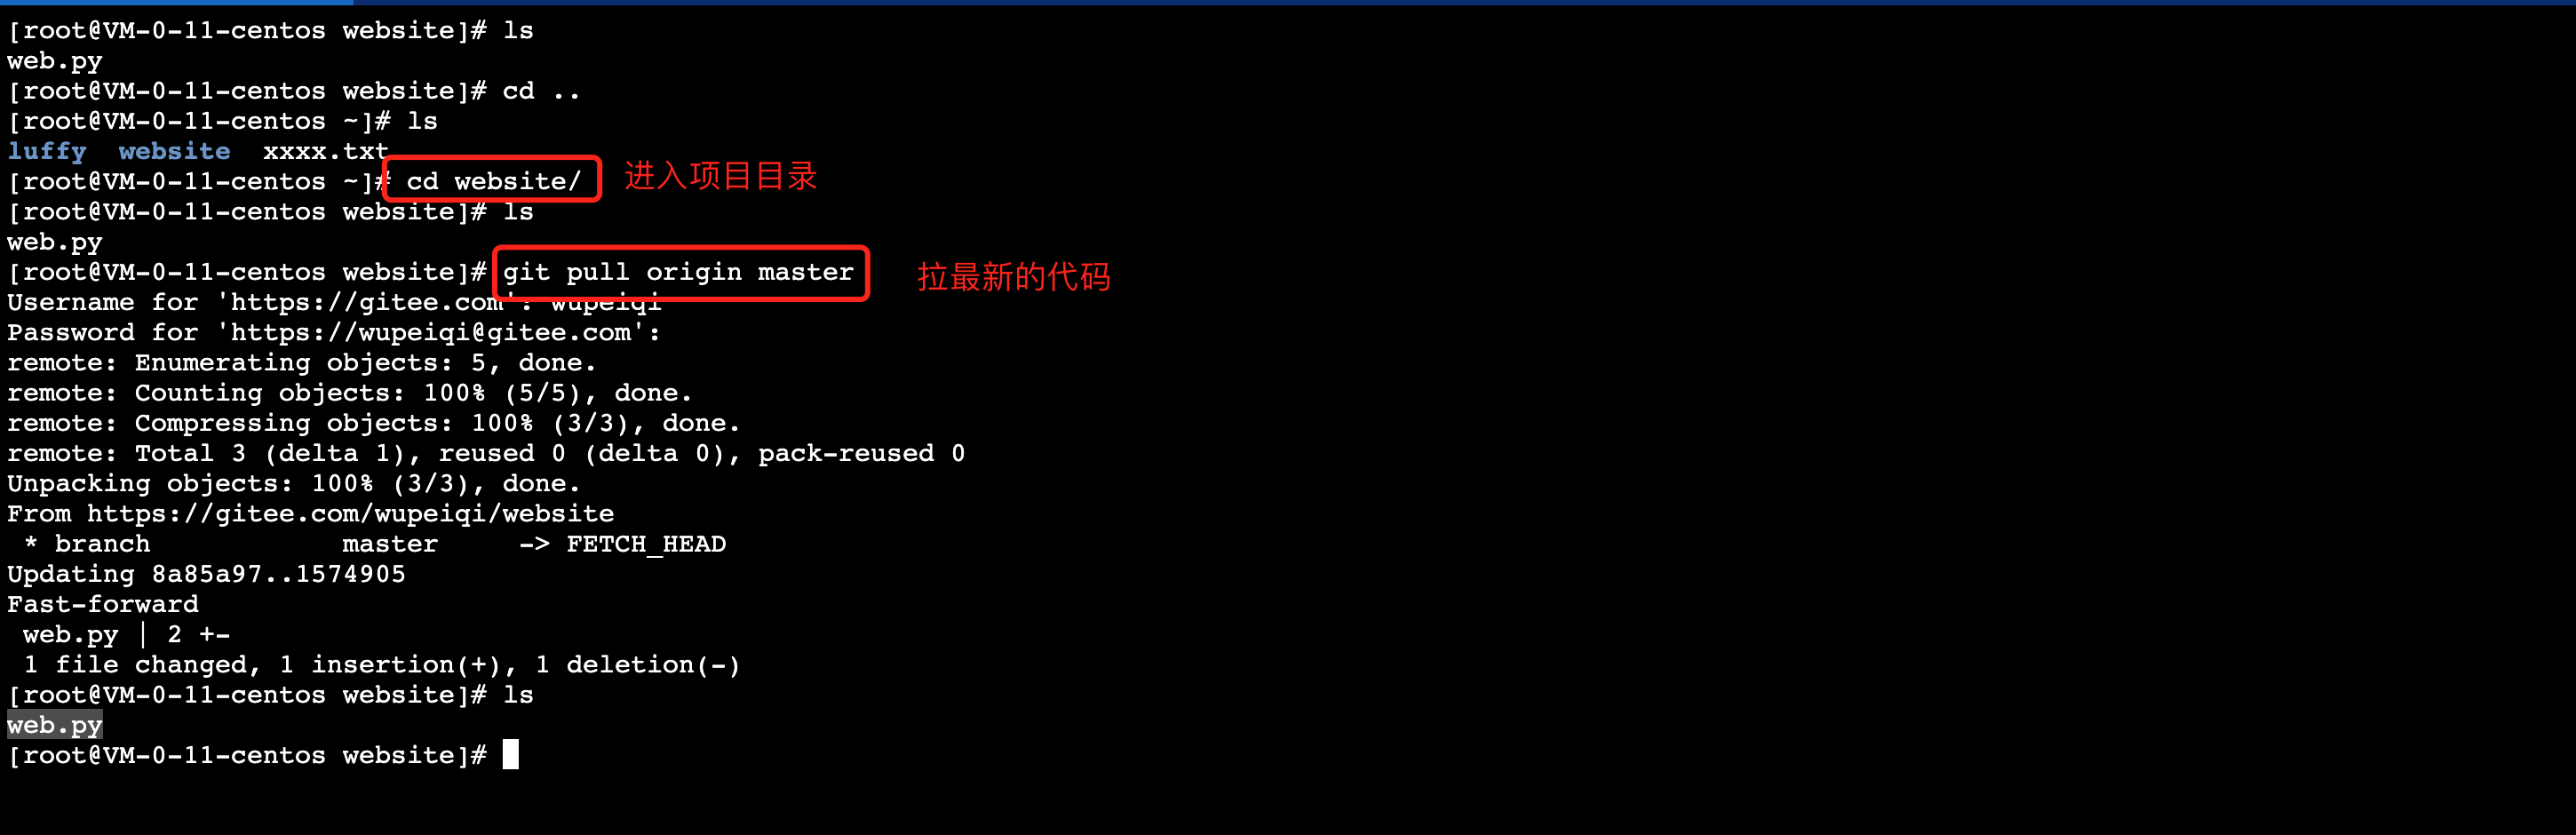 [root@VM-0-11-centos website]# ls
web.py
[root@VM-0-11-centos website]# cd ..
[root@VM-0-11-centos ~]# ls
luffy  website  xxxx.txt
[root@VM-0-11-centos ~]# cd website/ 进入项目目录
[root@VM-0-11-centos website]# ls
web.py
[root@VM-0-11-centos website]# git pull origin master 拉最新的代码
Username for 'https://gitee.com': wupeiqi
Password for 'https://wupeiqi@gitee.com':
remote: Enumerating objects: 5, done.
remote: Counting objects: 100% (5/5), done.
remote: Compressing objects: 100% (3/3), done.
remote: Total 3 (delta 1), reused 0 (delta 0), pack-reused 0
Unpacking objects: 100% (3/3), done.
From https://gitee.com/wupeiqi/website
 * branch            master     -> FETCH_HEAD
Updating 8a85a97..1574905
Fast-forward
 web.py | 2 +-
 1 file changed, 1 insertion(+), 1 deletion(-)
[root@VM-0-11-centos website]# ls
web.py
[root@VM-0-11-centos website]#